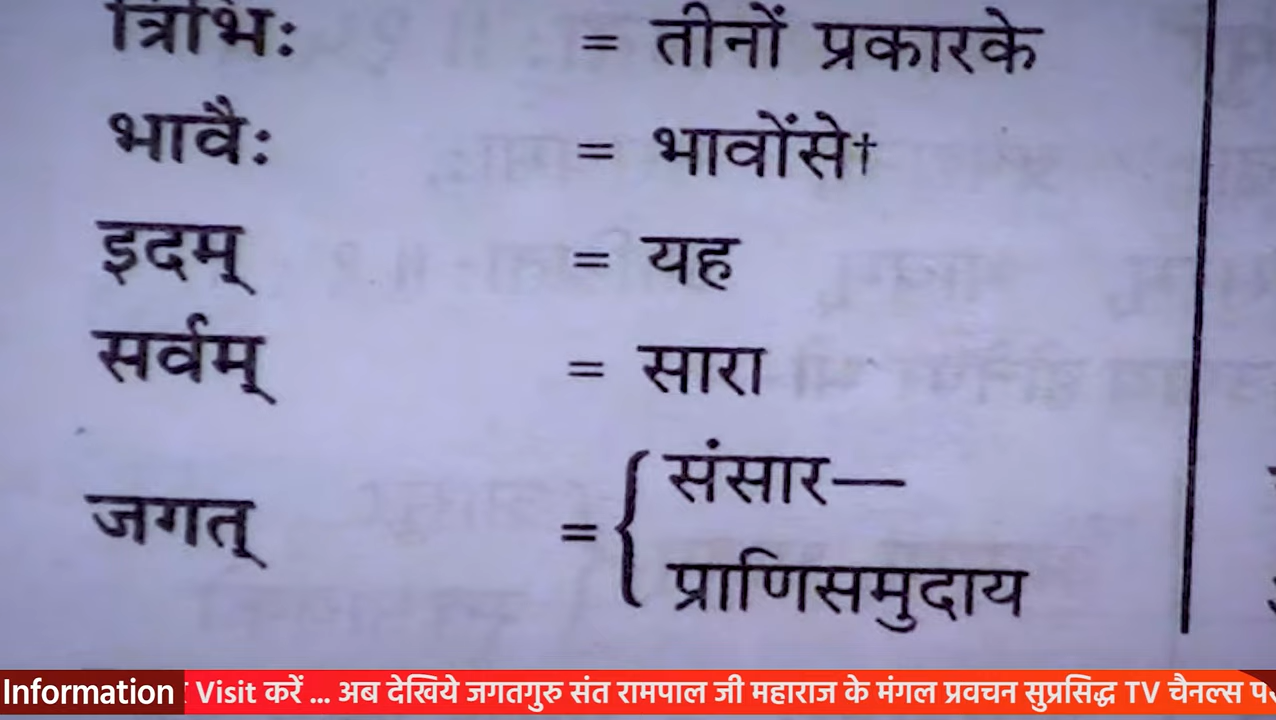 त्रिभिः = तीनों प्रकारके
भावैः = भावोंसे†
इदम् = यह
सर्वम् = सारा
जगत् = { संसार—
प्राणिसमुदाय
Information Visit करें ... अब देखिये जगतगुरु संत रामपाल जी महाराज के मंगल प्रवचन सुप्रसिद्ध TV चैनल्स